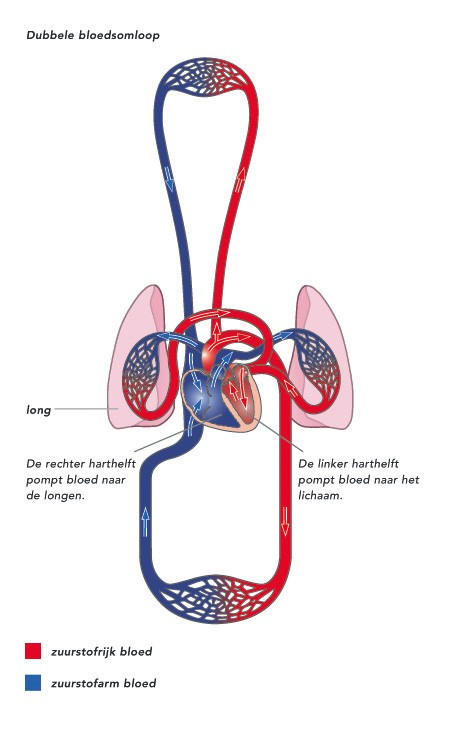 Dubbele bloedsomloop
long
De rechter harthelft
pompt bloed naar
de longen.
De linker harthelft
pompt bloed naar het
lichaam.
zuurstofrijk bloed
zuurstofarm bloed